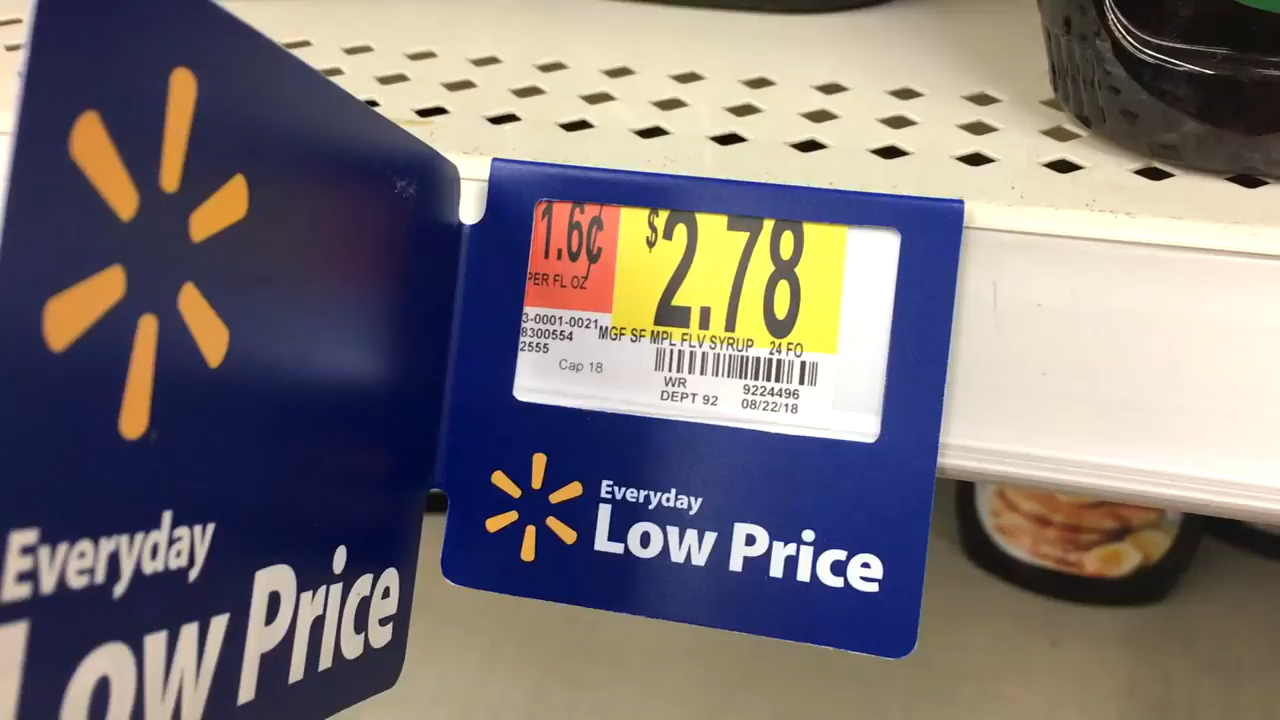 1.6¢
PER FL OZ
$2.78
3-0001-0021
8300554
2555
MGF SF MPL FLV SYRUP 24 FO
Cap 18
WR 9224496
DEPT 92 08/22/18
Everyday
Low Price
Everyday
Low Price